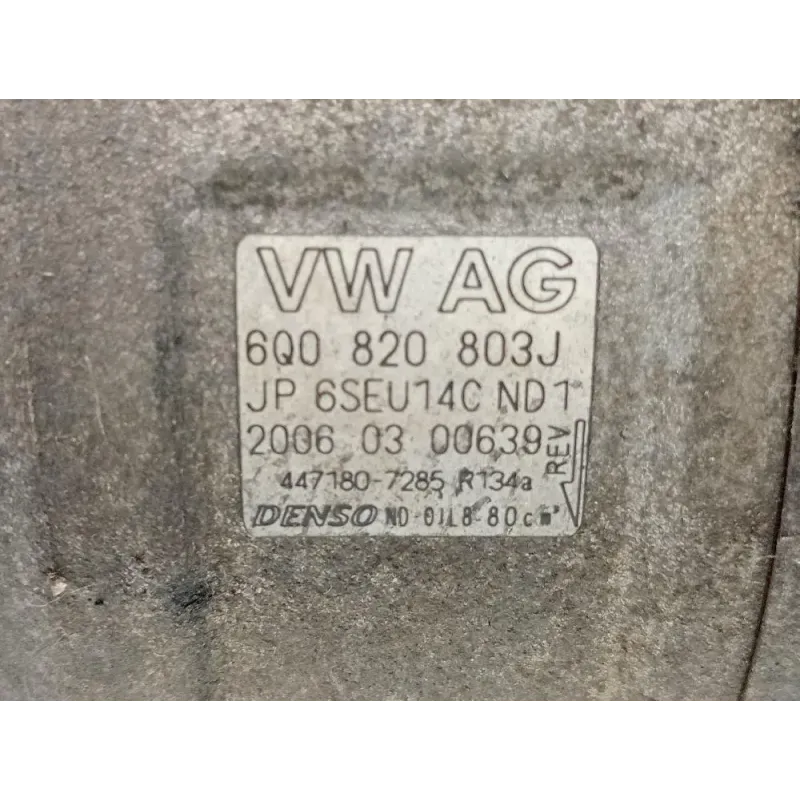 VW AG
6Q0 820 803J
JP 6SEU14C ND1
2006 03 00639
REV
447180-7285 R134a
DENSO ND-OIL8 80cm³